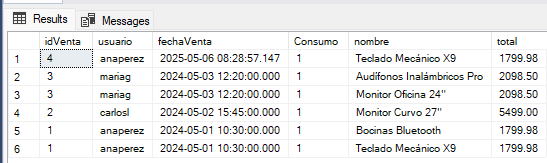 Results Messages
idVenta usuario fechaVenta Consumo nombre total
1 4 anaperez 2025-05-06 08:28:57.147 1 Teclado Mecánico X9 1799.98
2 3 mariag 2024-05-03 12:20:00.000 1 Audífonos Inalámbricos Pro 2098.50
3 3 mariag 2024-05-03 12:20:00.000 1 Monitor Oficina 24" 2098.50
4 2 carlosl 2024-05-02 15:45:00.000 1 Monitor Curvo 27" 5499.00
5 1 anaperez 2024-05-01 10:30:00.000 1 Bocinas Bluetooth 1799.98
6 1 anaperez 2024-05-01 10:30:00.000 1 Teclado Mecánico X9 1799.98